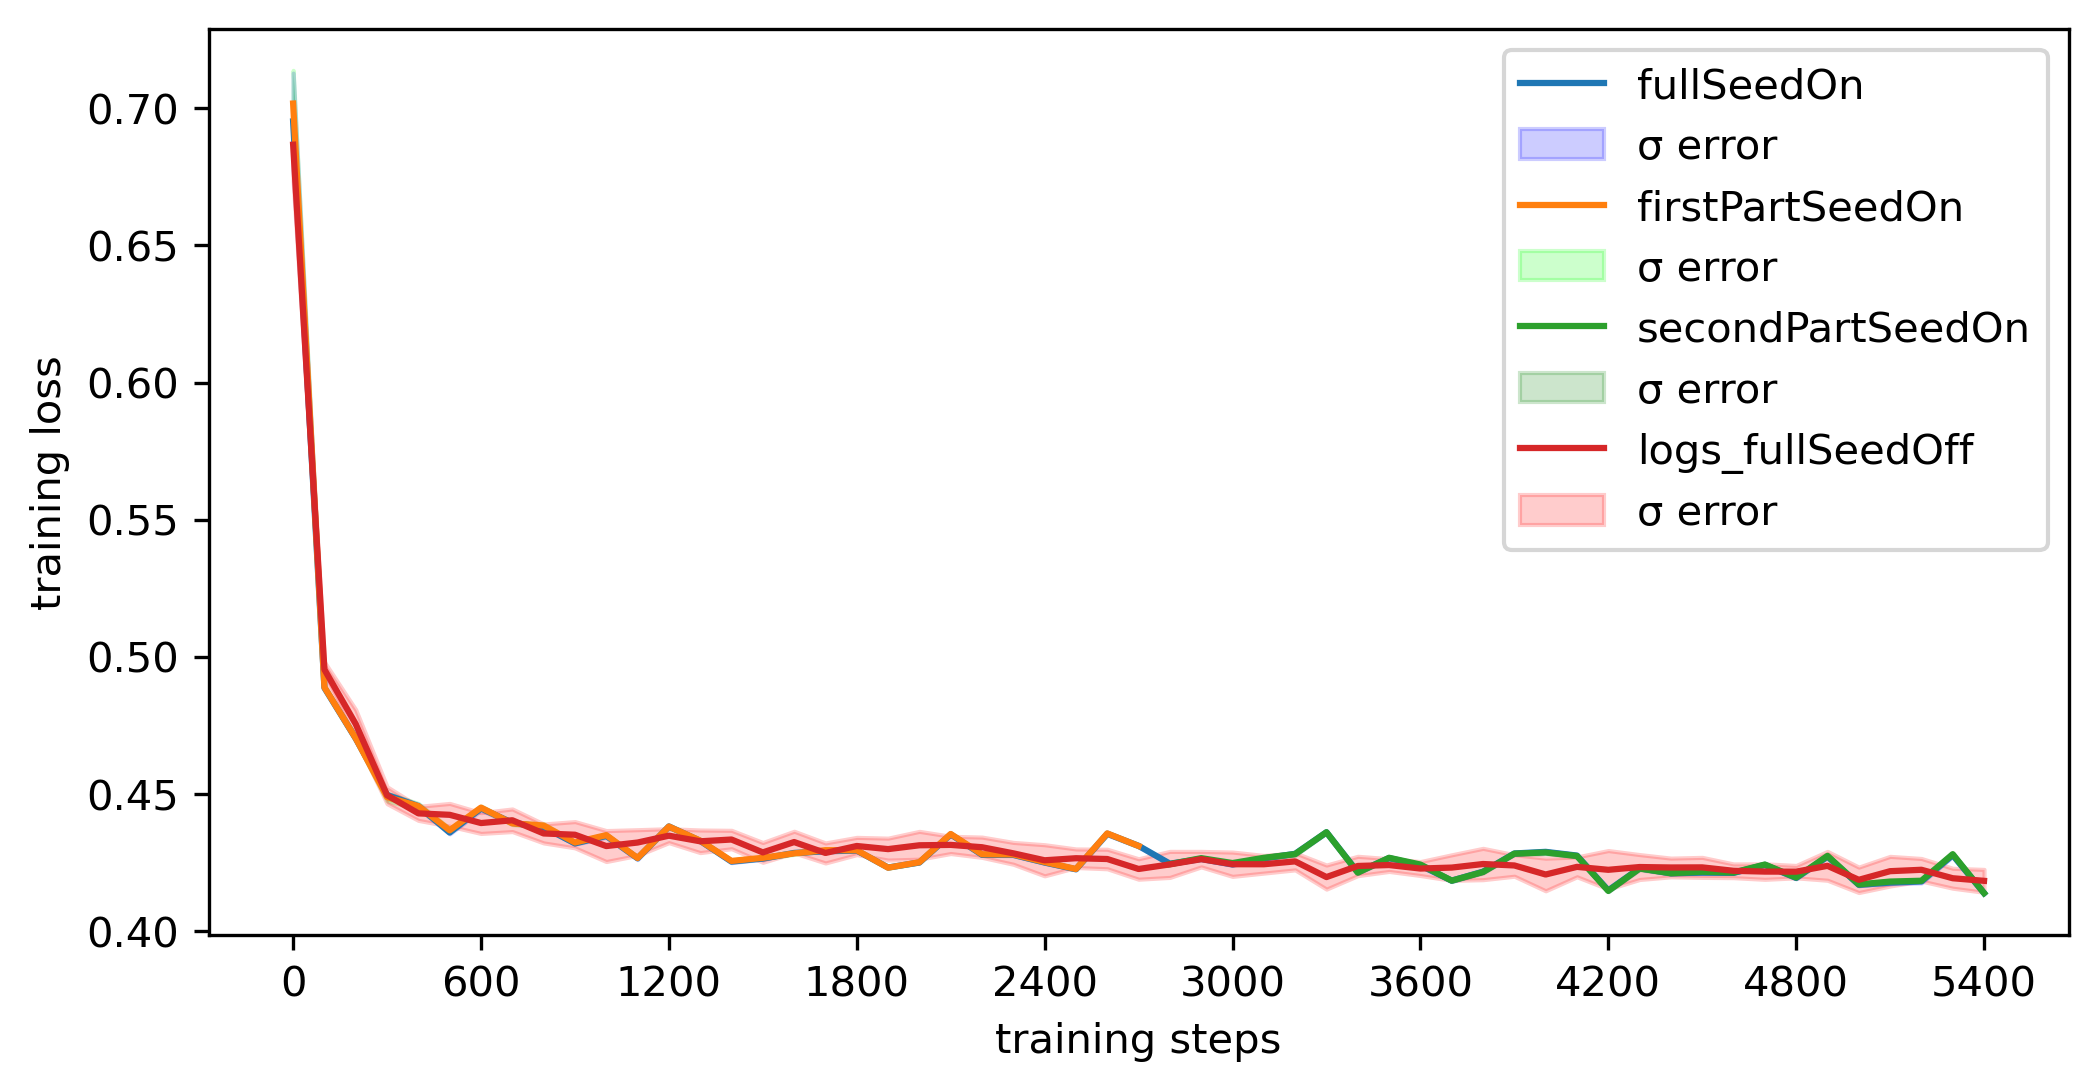 fullSeedOn
σ error
firstPartSeedOn
σ error
secondPartSeedOn
σ error
logs_fullSeedOff
σ error
training loss
0.70
0.65
0.60
0.55
0.50
0.45
0.40
0 600 1200 1800 2400 3000 3600 4200 4800 5400
training steps